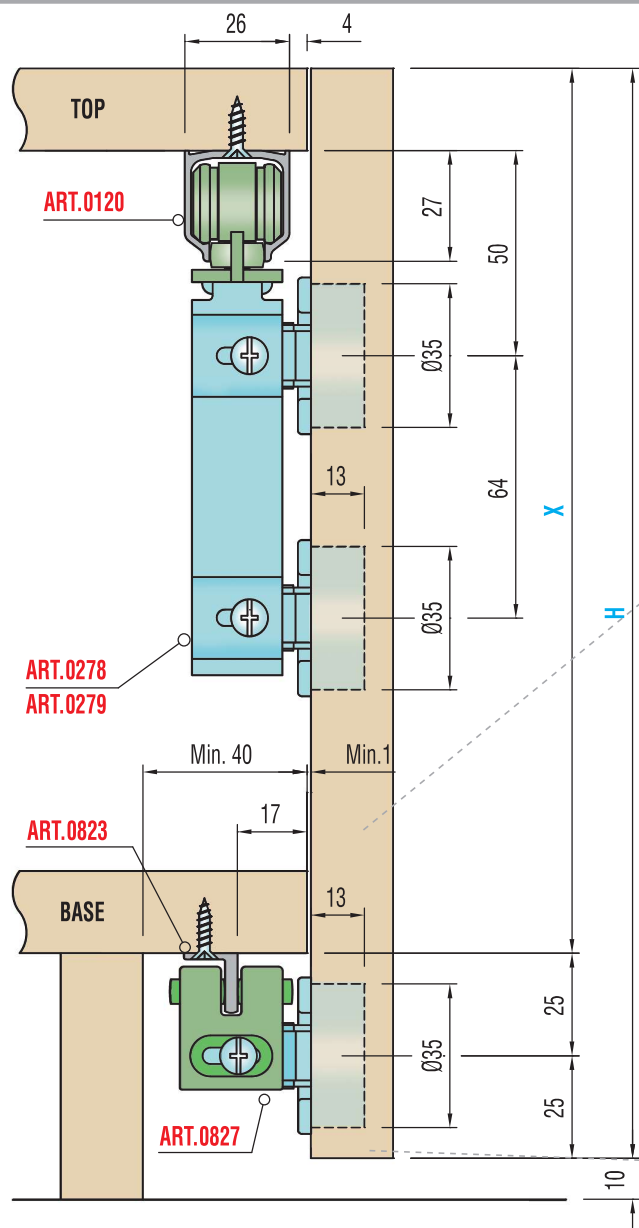 26
4
TOP
ART.0120
27
50
Ø35
13
64
X
H
Ø35
ART.0278
ART.0279
Min. 40
Min.1
17
ART.0823
BASE
13
25
Ø35
25
ART.0827
10